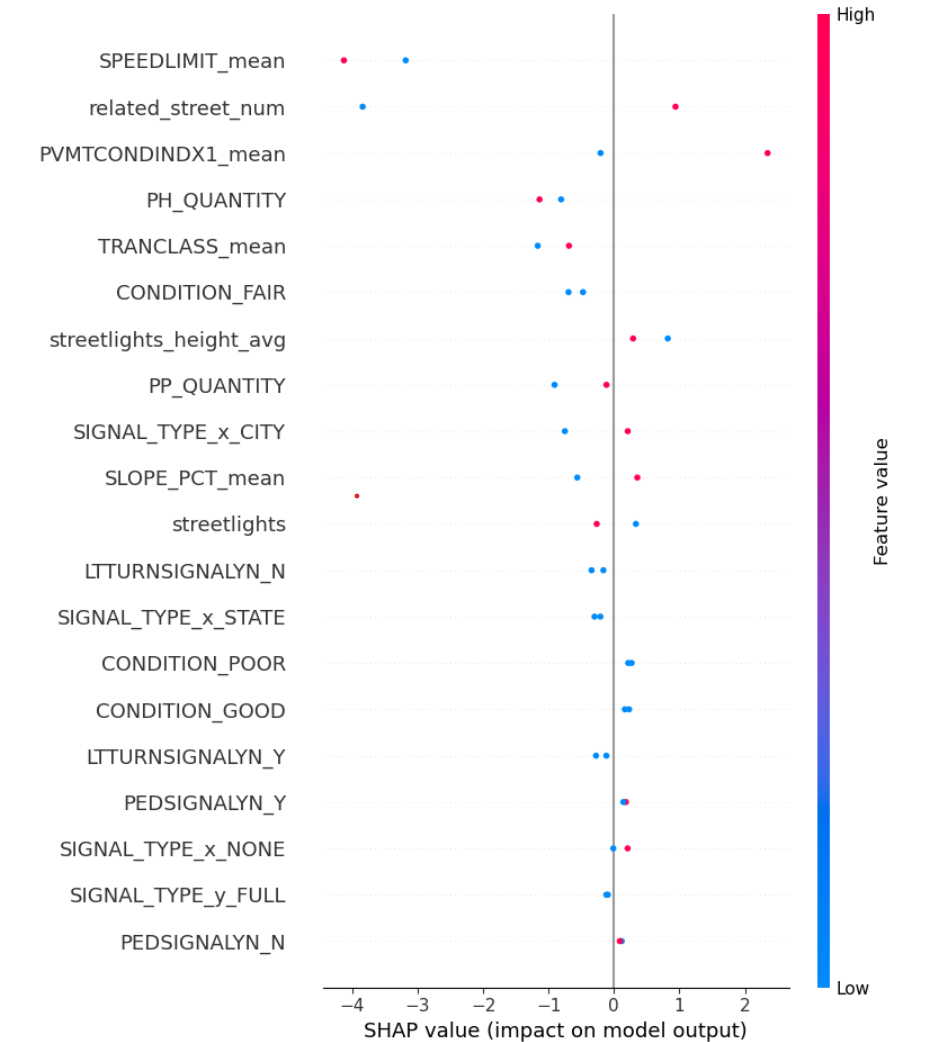 High
SPEEDLIMIT_mean
related_street_num
PVMTCONDINDX1_mean
PH_QUANTITY
TRANCLASS_mean
CONDITION_FAIR
streetlights_height_avg
PP_QUANTITY
SIGNAL_TYPE_x_CITY
SLOPE_PCT_mean
streetlights
LTTURNSIGNALYN_N
SIGNAL_TYPE_x_STATE
CONDITION_POOR
CONDITION_GOOD
LTTURNSIGNALYN_Y
PEDSIGNALYN_Y
SIGNAL_TYPE_x_NONE
SIGNAL_TYPE_y_FULL
PEDSIGNALYN_N
Feature value
Low
−4 −3 −2 −1 0 1 2
SHAP value (impact on model output)